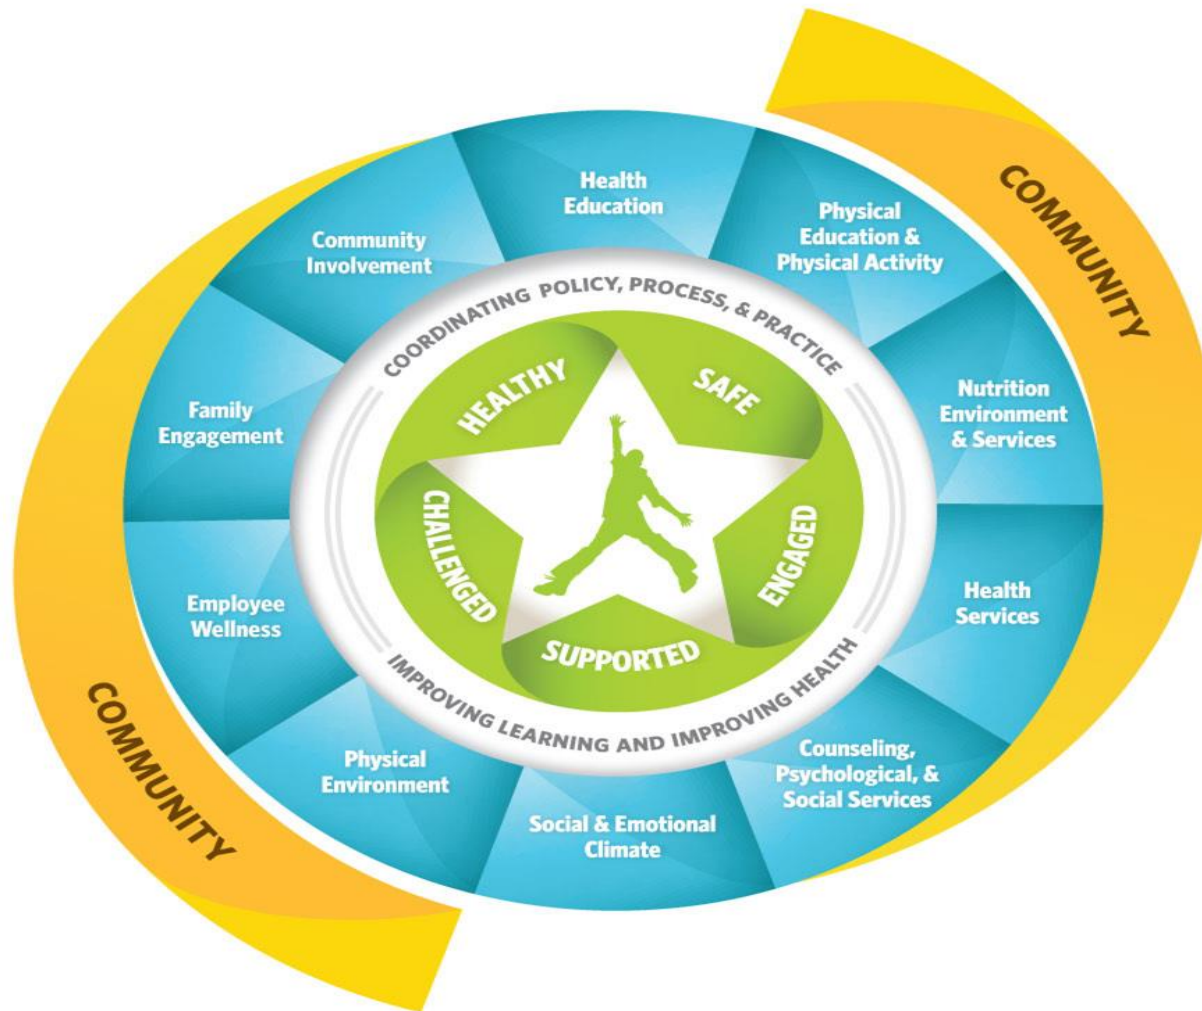 COMMUNITY
Health
Education
Physical
Education &
Physical Activity
Nutrition
Environment
& Services
Health
Services
Counseling,
Psychological, &
Social Services
Social & Emotional
Climate
Physical
Environment
Employee
Wellness
Family
Engagement
Community
Involvement
COORDINATING POLICY, PROCESS, & PRACTICE
IMPROVING LEARNING AND IMPROVING HEALTH
HEALTHY
SAFE
ENGAGED
SUPPORTED
CHALLENGED
COMMUNITY